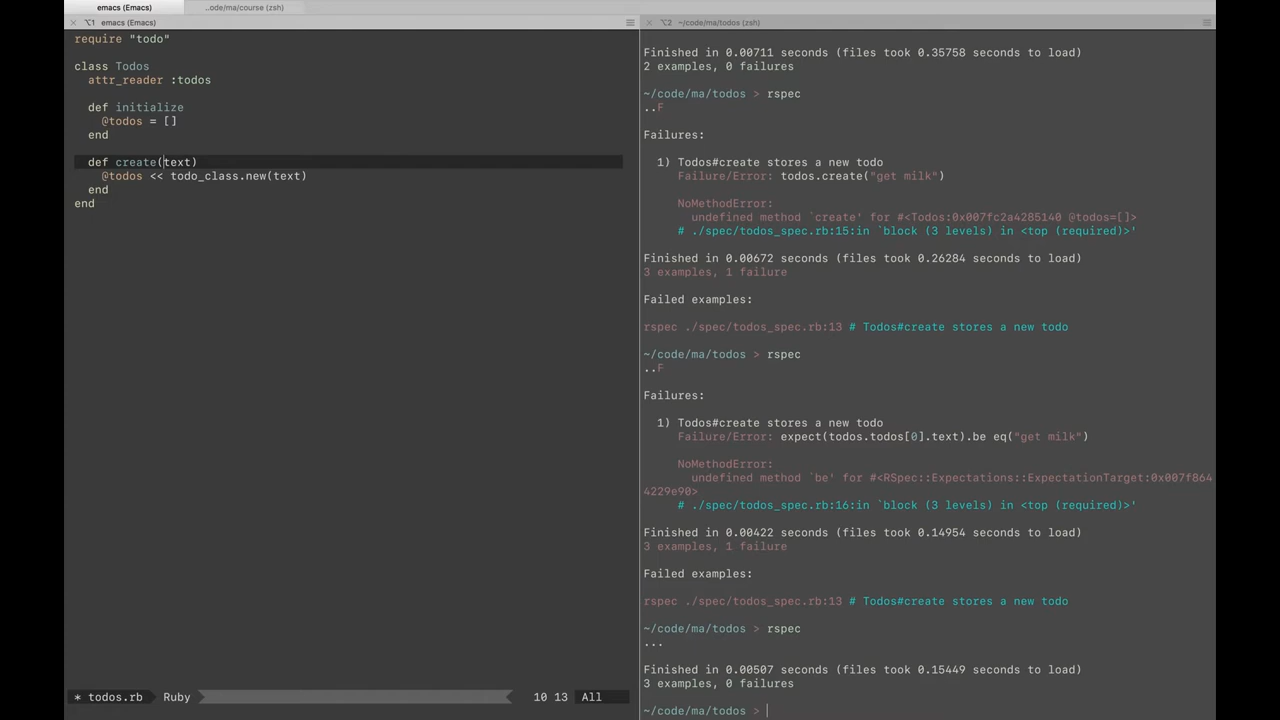 emacs (Emacs)
..ode/ma/course (zsh)
⌥1 emacs (Emacs)
require "todo"
class Todos
attr_reader :todos
def initialize
@todos = []
end
def create(text)
@todos << todo_class.new(text)
end
end
* todos.rb Ruby 10 13 All
⌥2 ~/code/ma/todos (zsh)
Finished in 0.00711 seconds (files took 0.35758 seconds to load)
2 examples, 0 failures
~/code/ma/todos > rspec
..F
Failures:
1) Todos#create stores a new todo
Failure/Error: todos.create("get milk")
NoMethodError:
undefined method `create' for #<Todos:0x007fc2a4285140 @todos=[]>
# ./spec/todos_spec.rb:15:in `block (3 levels) in <top (required)>'
Finished in 0.00672 seconds (files took 0.26284 seconds to load)
3 examples, 1 failure
Failed examples:
rspec ./spec/todos_spec.rb:13 # Todos#create stores a new todo
~/code/ma/todos > rspec
..F
Failures:
1) Todos#create stores a new todo
Failure/Error: expect(todos.todos[0].text).be eq("get milk")
NoMethodError:
undefined method `be' for #<RSpec::Expectations::ExpectationTarget:0x007f864
4229e90>
# ./spec/todos_spec.rb:16:in `block (3 levels) in <top (required)>'
Finished in 0.00422 seconds (files took 0.14954 seconds to load)
3 examples, 1 failure
Failed examples:
rspec ./spec/todos_spec.rb:13 # Todos#create stores a new todo
~/code/ma/todos > rspec
...
Finished in 0.00507 seconds (files took 0.15449 seconds to load)
3 examples, 0 failures
~/code/ma/todos >